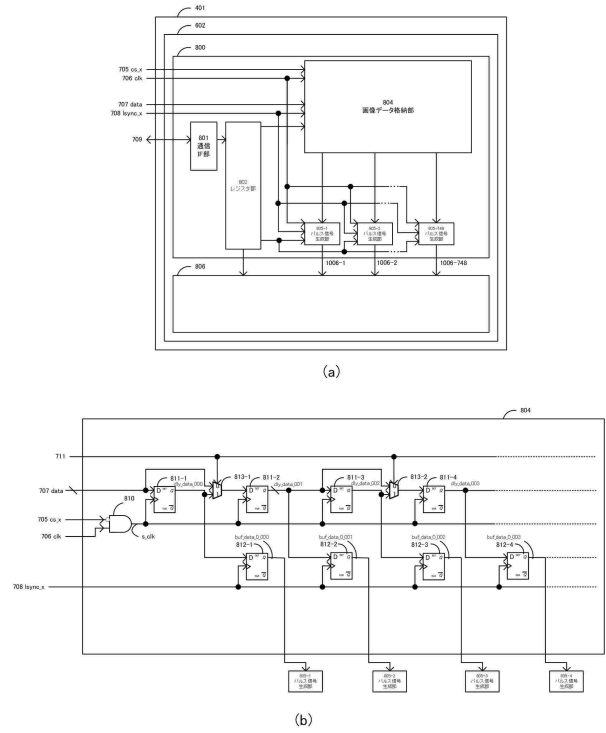 401
602
800
705 cs_x
706 clk
707 data
708 lsync_x
709
801
通信
IF部
802
レジスタ部
804
画像データ格納部
805-1
パルス信号
生成部
805-2
パルス信号
生成部
805-748
パルス信号
生成部
1006-1
1006-2
1006-748
806
(a)
804
711
707 data
811-1
dly_data_000
813-1
811-2
dly_data_001
811-3
dly_data_002
813-2
811-4
dly_data_003
810
705 cs_x
706 clk
s_clk
buf_data_0_000
812-1
buf_data_0_001
812-2
buf_data_0_002
812-3
buf_data_0_003
812-4
708 lsync_x
パルス信号
生成部
805-2
パルス信号
生成部
805-3
パルス信号
生成部
805-4
パルス信号
生成部
(b)